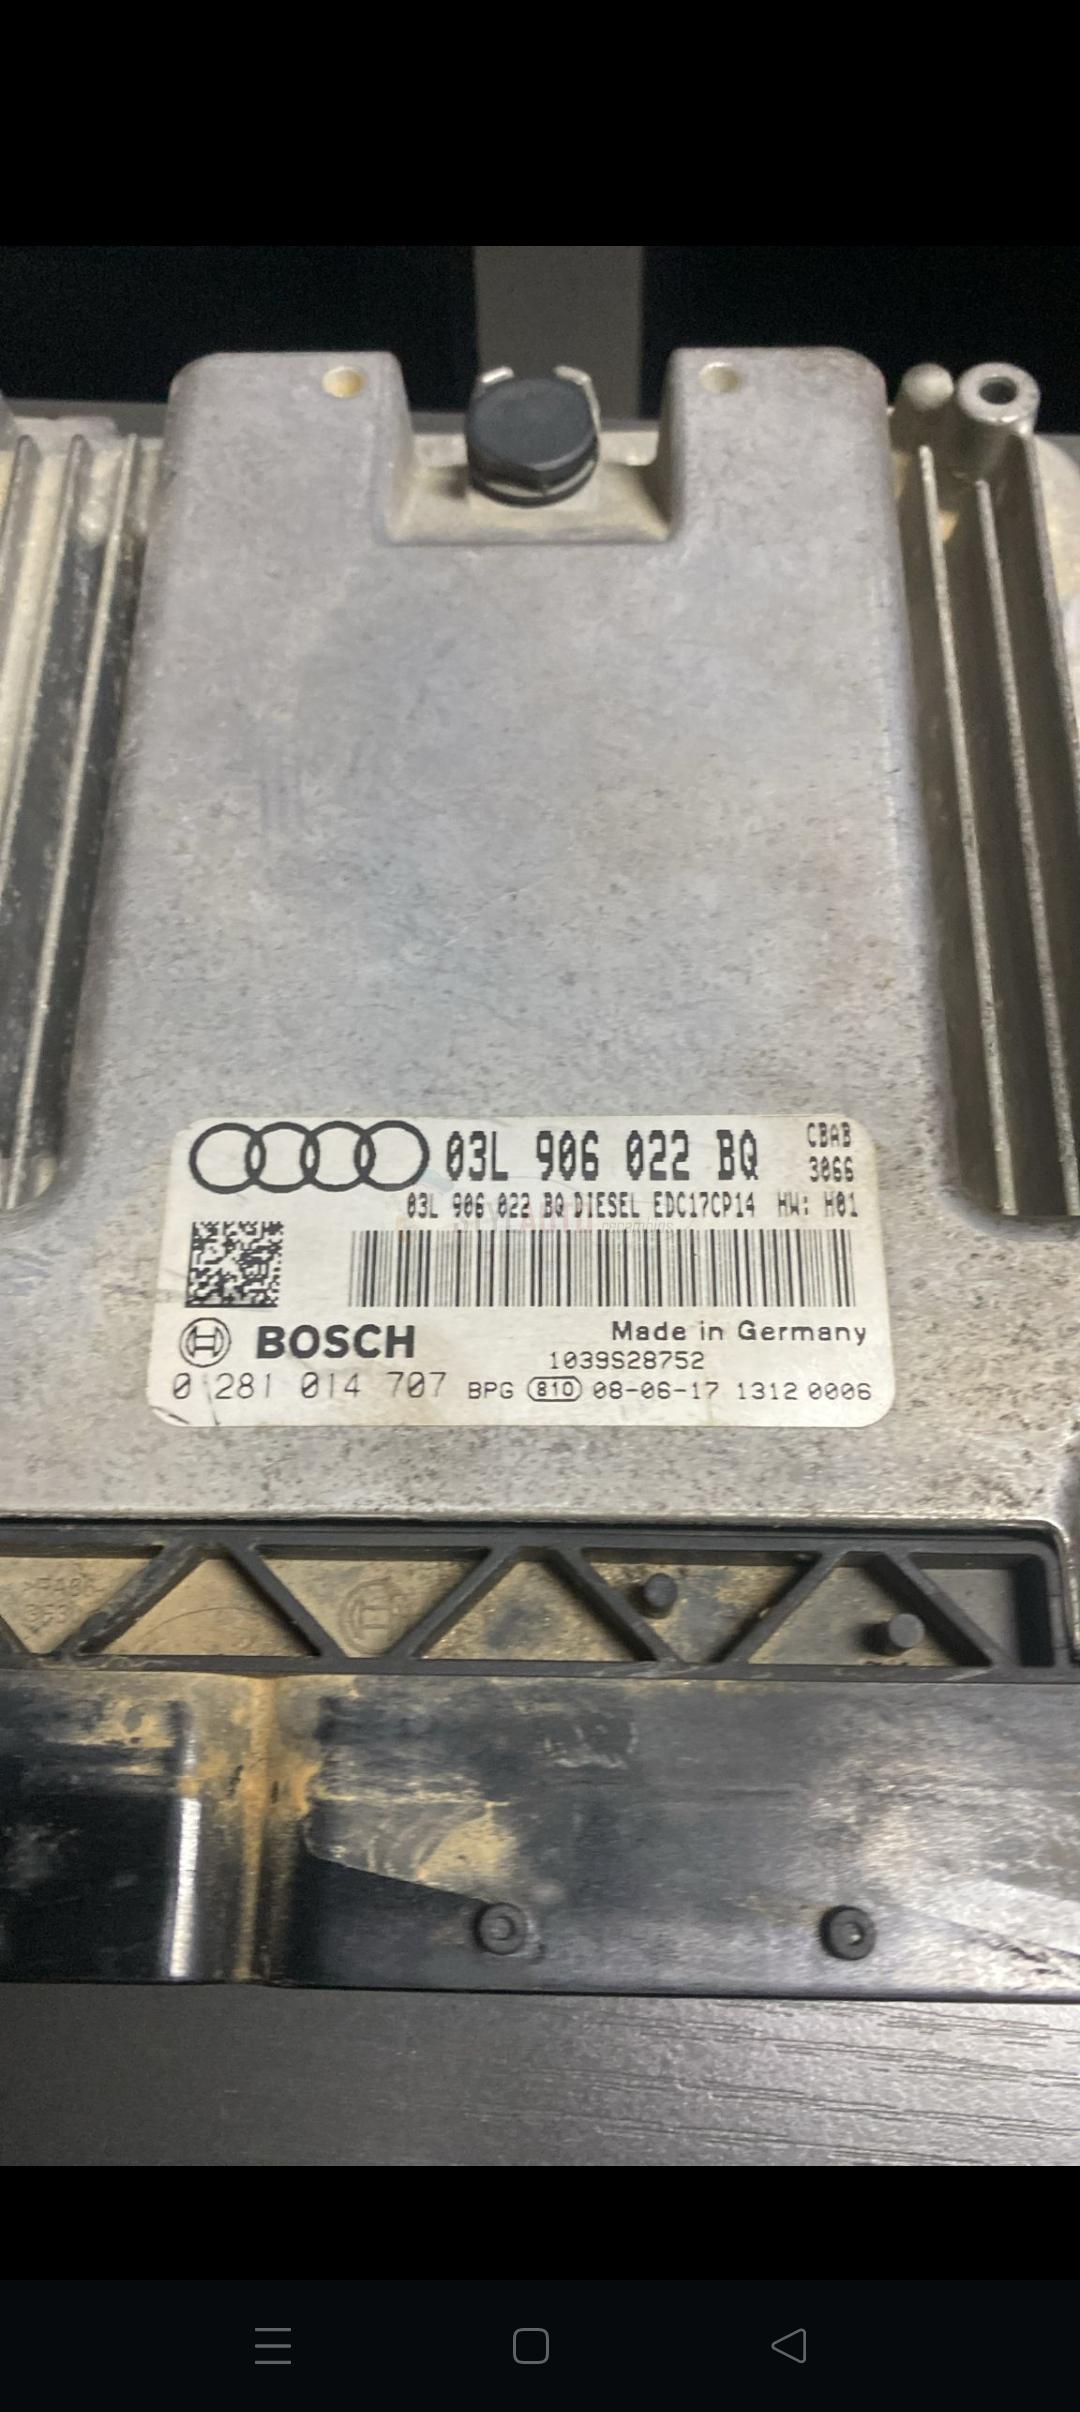 03L 906 022 BQ
CBAB
3066
03L 906 022 BQ DIESEL EDC17CP14 HW: H01
BOSCH
Made in Germany
1039S28752
0 281 014 707
BPG 810 08-06-17 1312 0006